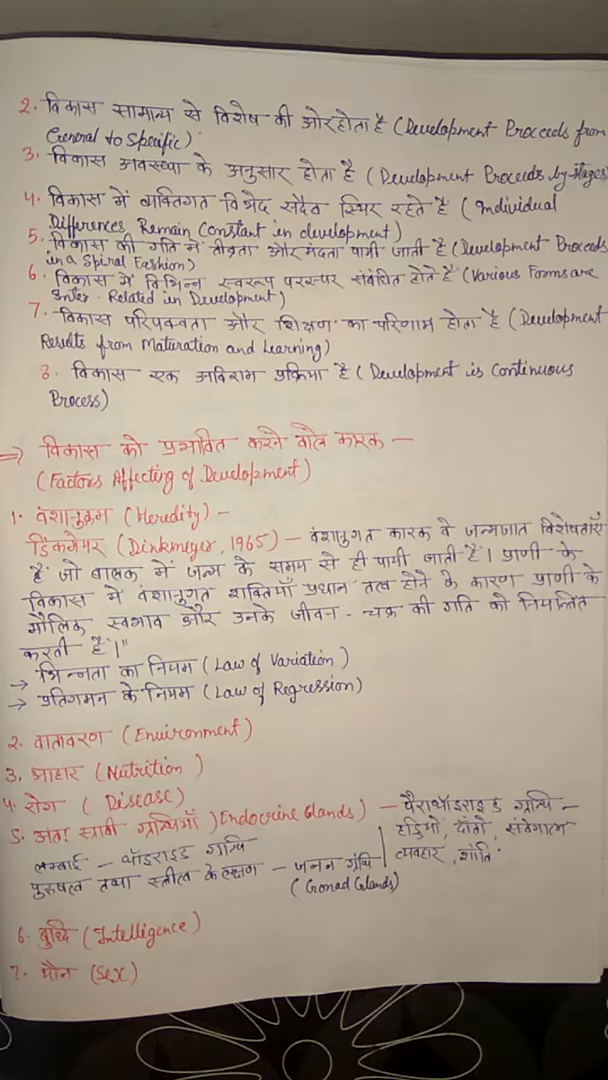 2. विकास सामान्य से विशेष की ओर होता है (Development Proceeds from
General to Specific)
3. विकास अवस्था के अनुसार होता है (Development Proceeds by stages)
4. विकास में व्यक्तिगत विभेद सदैव स्थिर रहते है (Individual
Differences Remain Constant in development)
5. विकास की गति में तीव्रता और मंदता पायी जाती है (Development Proceeds
in a Spiral Fashion)
6. विकास में विभिन्न स्वरूप परस्पर संबंधित होते है (Various Forms are
Inter-Related in Development)
7. विकास परिपक्वता और शिक्षण का परिणाम होता है (Development
Results from Maturation and Learning)
8. विकास एक अविराम प्रक्रिया है (Development is Continuous
Process)
⇒ विकास को प्रभावित करने वाले कारक –
(Factors Affecting of Development)
1. वंशानुक्रम (Heredity) –
डिंकमेयर (Dinkmeyer, 1965) – वंशानुगत कारक वे जन्मजात विशेषताएँ
है जो बालक में जन्म के समय से ही पायी जाती है। प्राणी के
विकास में वंशानुगत शक्तियाँ प्रधान तत्व होने के कारण प्राणी के
मौलिक स्वभाव और उनके जीवन-चक्र की गति को नियन्त्रित
करती है।"
→ भिन्नता का नियम (Law of Variation)
→ प्रतिगमन के नियम (Law of Regression)
2. वातावरण (Environment)
3. आहार (Nutrition)
4. रोग (Disease)
5. अंतः स्त्रावी ग्रन्थियाँ) Endocrine Glands) – पैराथॉइराइड ग्रन्थि –
हड्डियों, दाँतो, संवेगात्म
लम्बाई – थॉइराइड ग्रन्थि
व्यवहार, शांति
पुरुषत्व तथा स्त्रीत्व के लक्षण – जनन ग्रंथि
(Gonad Glands)
6. बुध्दि (Intelligence)
7. यौन (Sex)